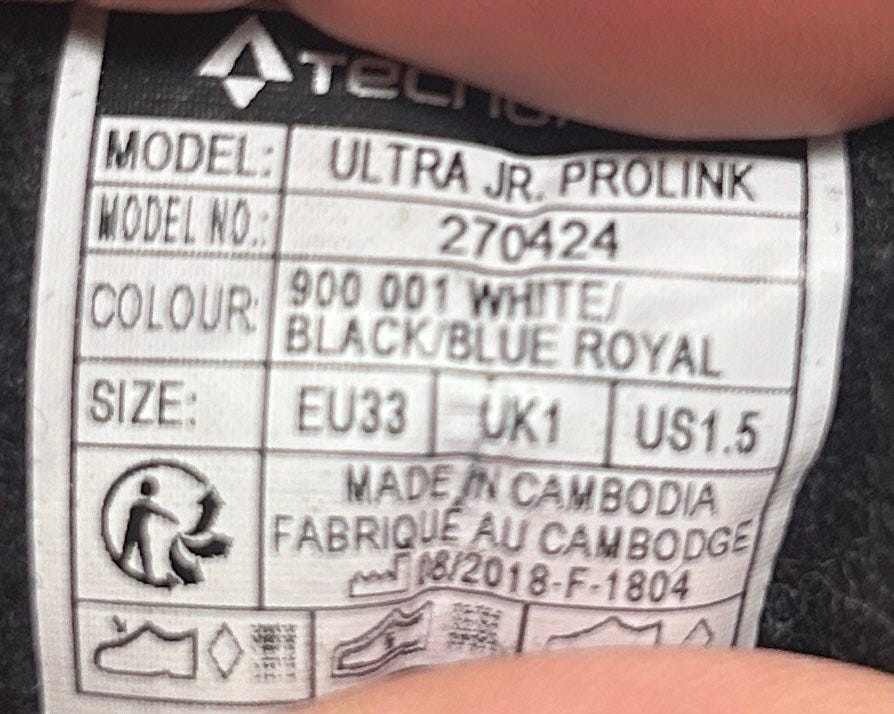 MODEL: ULTRA JR. PROLINK
MODEL NO.: 270424
COLOUR: 900 001 WHITE/
BLACK/BLUE ROYAL
SIZE: EU33 UK1 US1.5
MADE IN CAMBODIA
FABRIQUÉ AU CAMBODGE
08/2018-F-1804